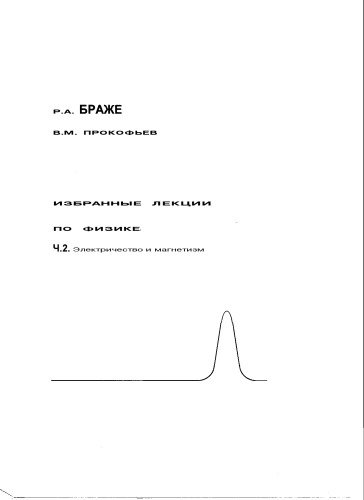 Р.А. БРАЖЕ
В.М. ПРОКОФЬЕВ
ИЗБРАННЫЕ ЛЕКЦИИ
ПО ФИЗИКЕ
Ч.2. Электричество и магнетизм